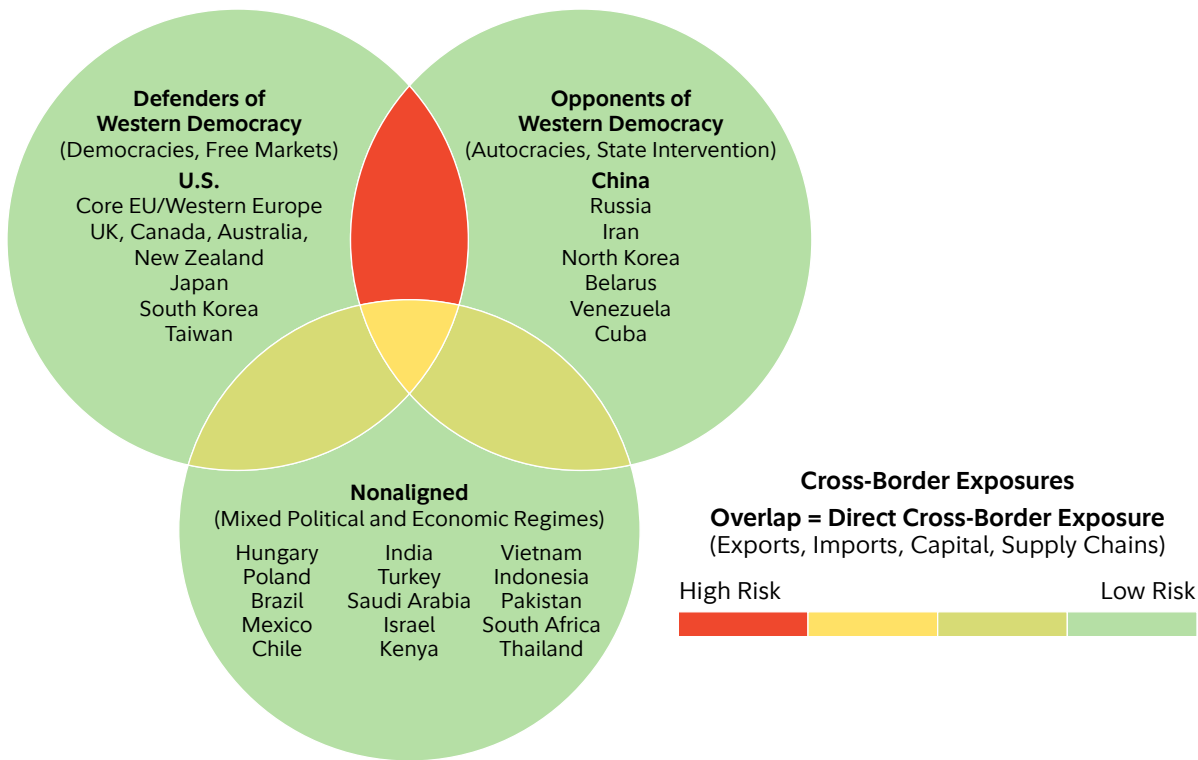 Defenders of
Western Democracy
(Democracies, Free Markets)
U.S.
Core EU/Western Europe
UK, Canada, Australia,
New Zealand
Japan
South Korea
Taiwan
Opponents of
Western Democracy
(Autocracies, State Intervention)
China
Russia
Iran
North Korea
Belarus
Venezuela
Cuba
Nonaligned
(Mixed Political and Economic Regimes)
Hungary
Poland
Brazil
Mexico
Chile
India
Turkey
Saudi Arabia
Israel
Kenya
Vietnam
Indonesia
Pakistan
South Africa
Thailand
Cross-Border Exposures
Overlap = Direct Cross-Border Exposure
(Exports, Imports, Capital, Supply Chains)
High Risk
Low Risk